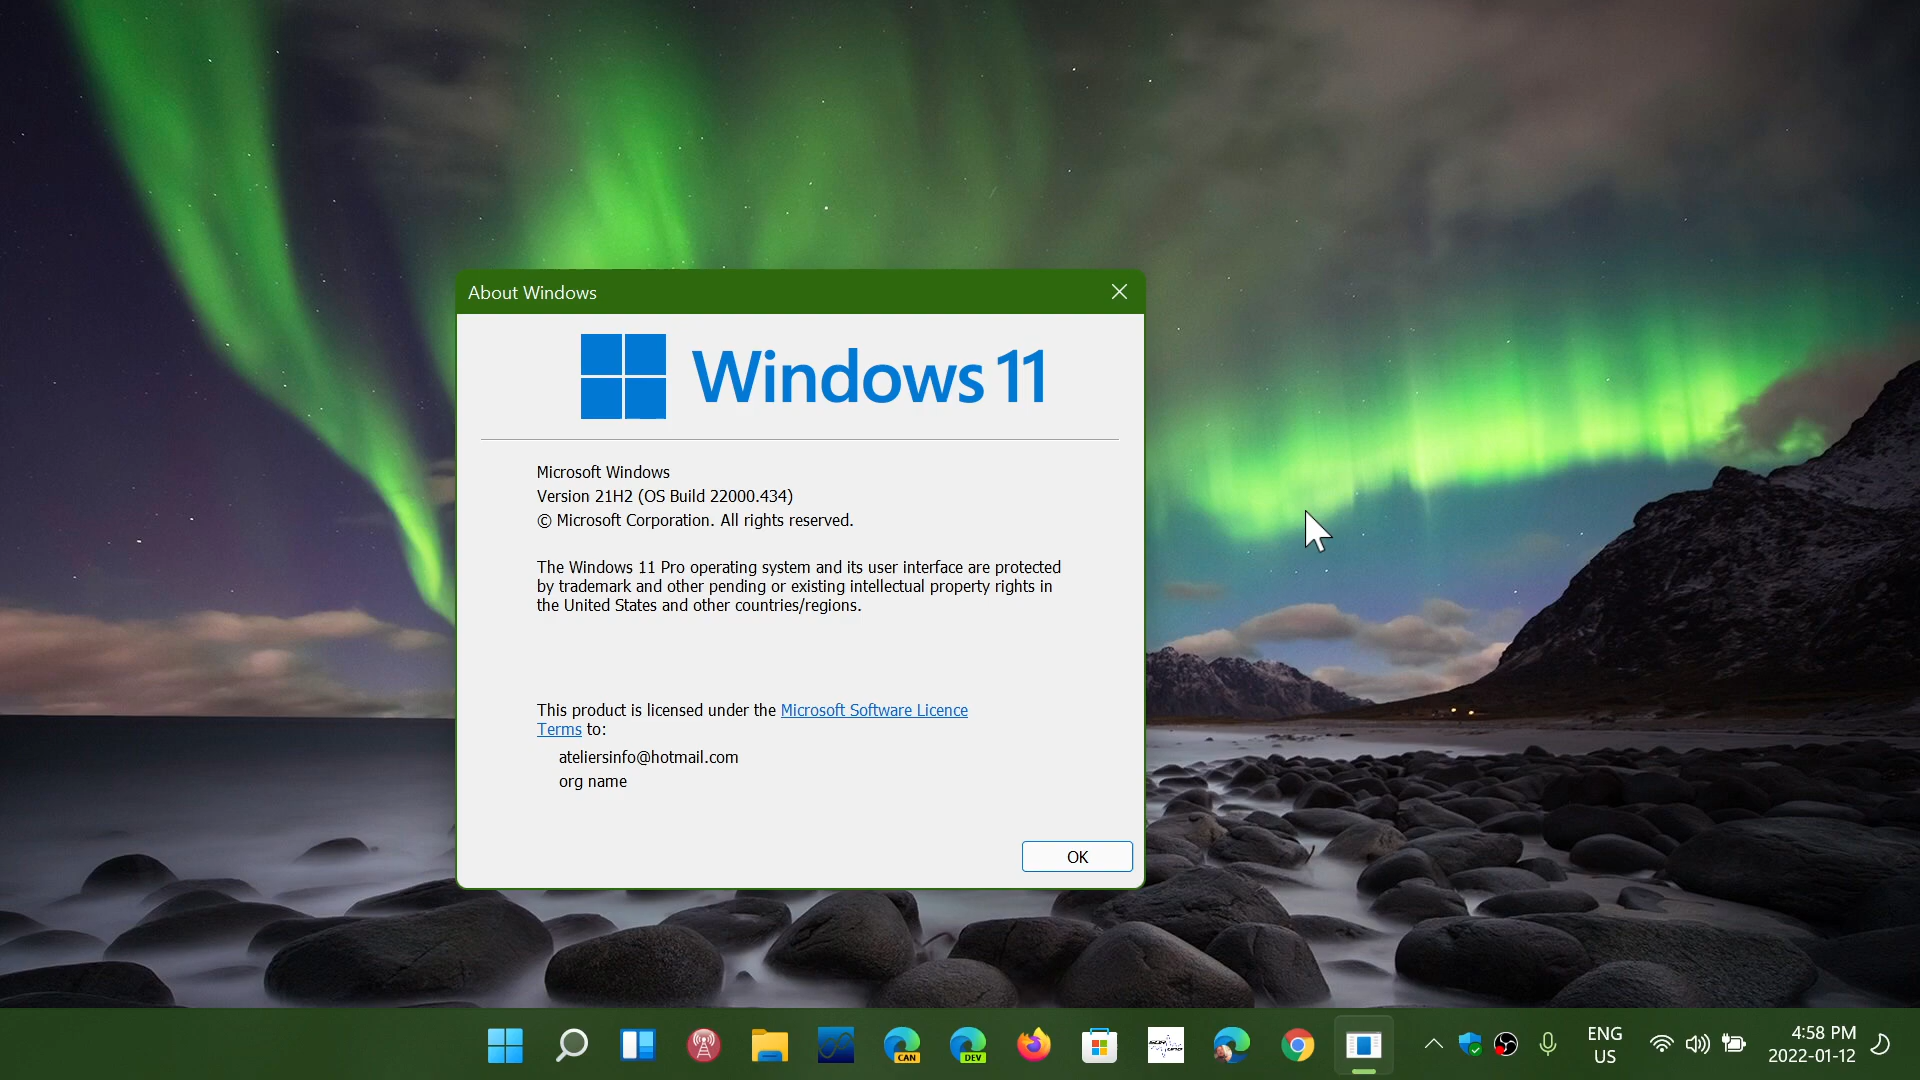 About Windows
Windows 11
Microsoft Windows
Version 21H2 (OS Build 22000.434)
© Microsoft Corporation. All rights reserved.
The Windows 11 Pro operating system and its user interface are protected
by trademark and other pending or existing intellectual property rights in
the United States and other countries/regions.
This product is licensed under the Microsoft Software Licence
Terms to:
ateliersinfo@hotmail.com
org name
OK
CAN
DEV
ENG
US
4:58 PM
2022-01-12